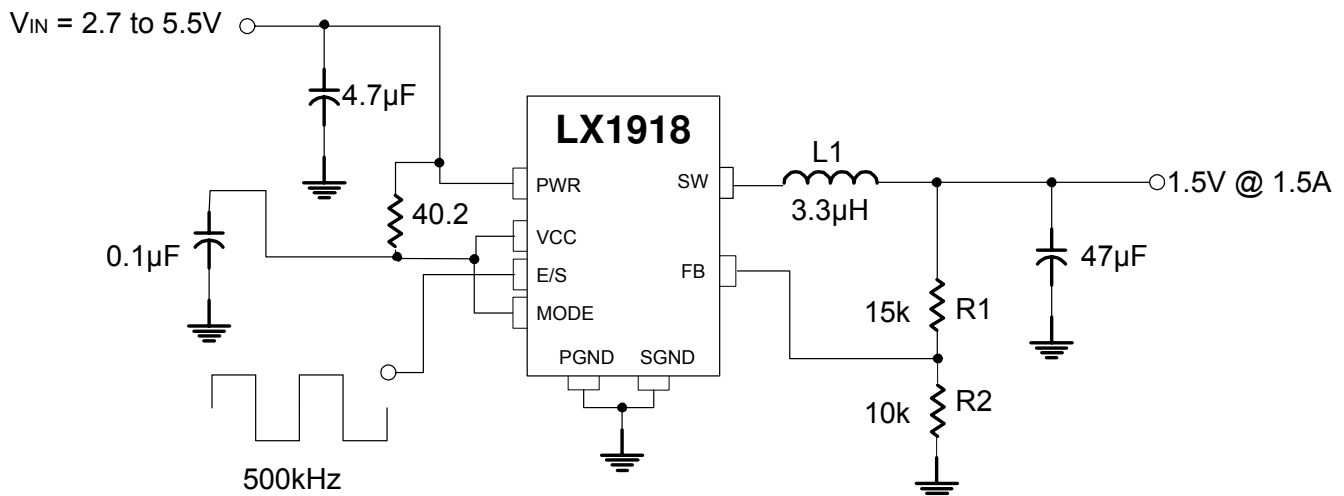 VIN = 2.7 to 5.5V
4.7µF
LX1918
L1
PWR
SW
1.5V @ 1.5A
40.2
3.3µH
VCC
0.1µF
E/S
FB
47µF
MODE
15k
R1
PGND
SGND
10k
R2
500kHz